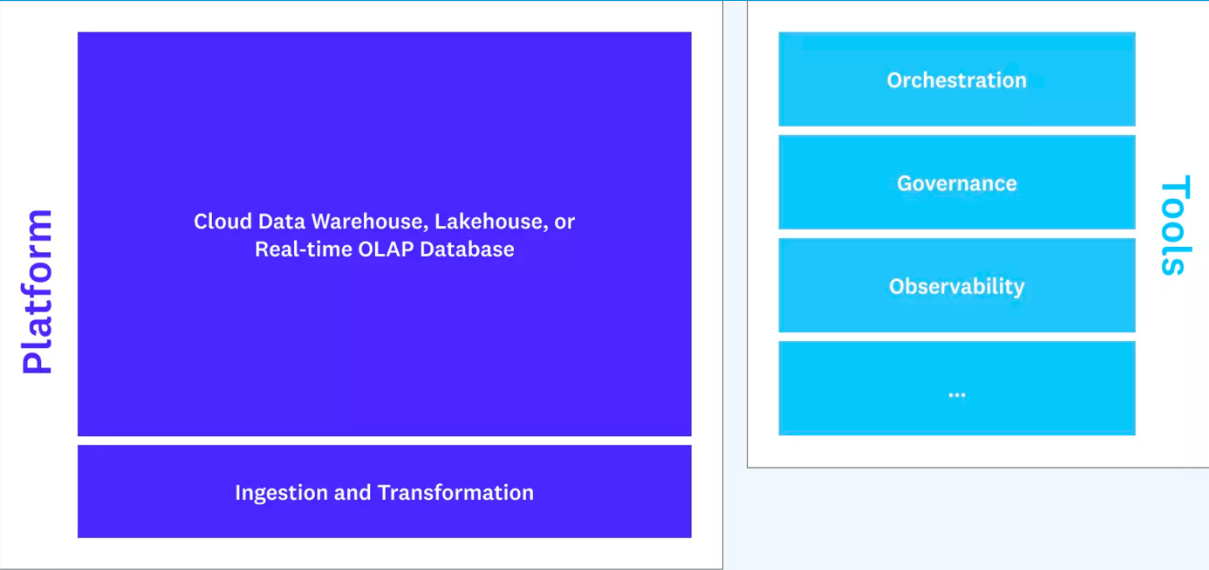 Platform
Cloud Data Warehouse, Lakehouse, or
Real-time OLAP Database
Ingestion and Transformation
Orchestration
Governance
Observability
...
Tools